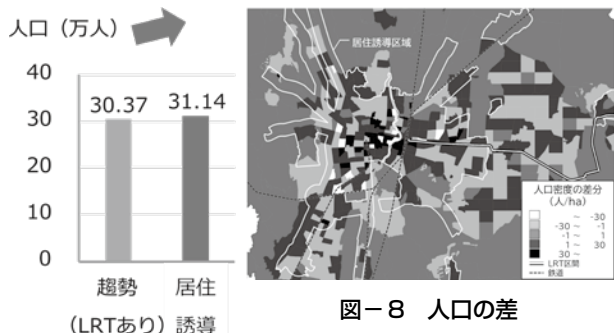 人口（万人）
40
30
20
10
0
30.37
31.14
趨勢
居住
（LRTあり）
誘導
居住誘導区域
人口密度の差分
（人/ha）
～ -30
-30 ～ -1
-1 ～ 1
1 ～ 30
30 ～
LRT区間
鉄道
図－8 人口の差